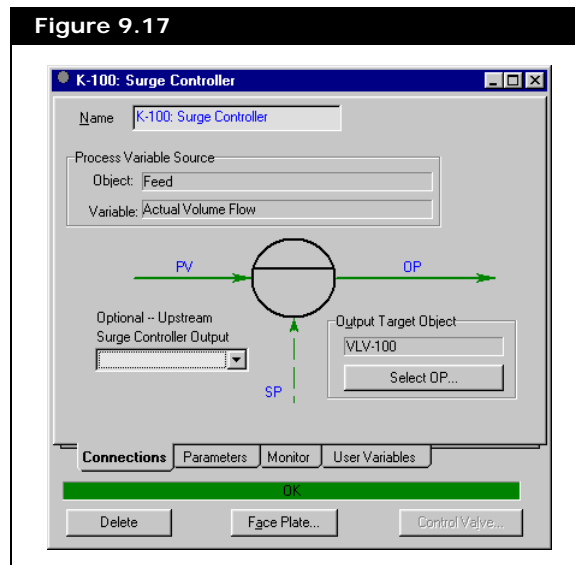 Figure 9.17
K-100: Surge Controller
Name K-100: Surge Controller
Process Variable Source
Object: Feed
Variable: Actual Volume Flow
PV
OP
Optional -- Upstream
Surge Controller Output
Output Target Object
VLV-100
Select OP...
SP
Connections Parameters Monitor User Variables
OK
Delete Face Plate... Control Valve...